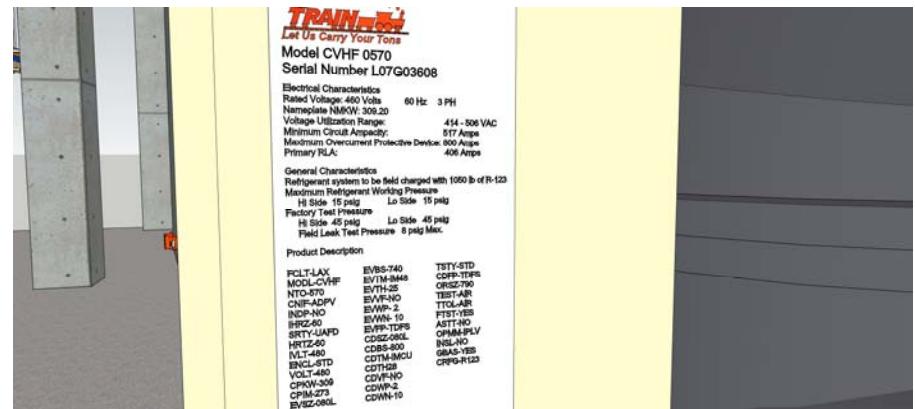 TRAIN
Let Us Carry Your Tons
Model CVHF 0570
Serial Number L07G03608
Electrical Characteristics
Rated Voltage: 460 Volts 60 Hz 3 PH
Nameplate NMKW: 309.20
Voltage Utilization Range: 414 - 506 VAC
Minimum Circuit Ampacity: 517 Amps
Maximum Overcurrent Protective Device: 800 Amps
Primary RLA: 406 Amps
General Characteristics
Refrigerant system to be field charged with 1050 lb of R-123
Maximum Refrigerant Working Pressure
Hi Side 15 psig Lo Side 15 psig
Factory Test Pressure
Hi Side 45 psig Lo Side 45 psig
Field Leak Test Pressure 8 psig Max.
Product Description
FCLT-LAX
MODL-CVHF
NTO-570
CNIF-ADPV
INDP-NO
IHRZ-60
SRTY-UAFD
HRTZ-60
IVLT-460
ENCL-STD
VOLT-460
CPKW-309
CPIM-273
EVSZ-080L
EVBS-740
EVTM-IM48
EVTH-25
EVVF-NO
EVWP- 2
EVWN- 10
EVFP-TDFS
CDSZ-080L
CDBS-800
CDTM-IMCU
CDTH28
CDVF-NO
CDWP-2
CDWN-10
TSTY-STD
CDFP-TDFS
ORSZ-790
TEST-AIR
TTOL-AIR
FTST-YES
ASTT-NO
OPMM-IPLV
INSL-NO
GBAS-YES
CRFG-R123